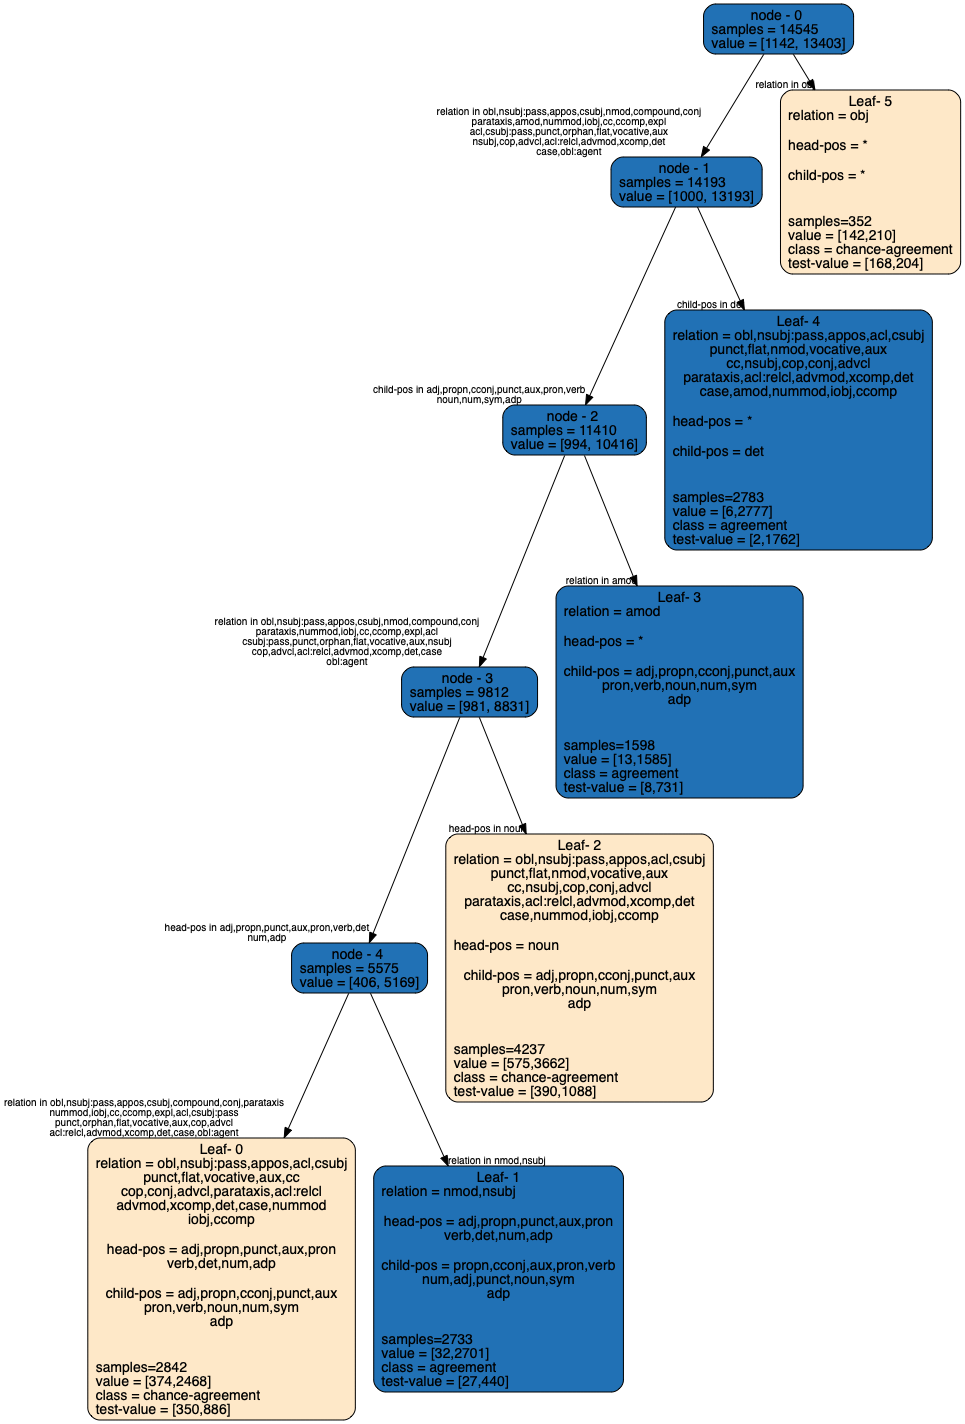 node - 0
samples = 14545
value = [1142, 13403]
relation in
Leaf- 5
relation = obj
head-pos = *
child-pos = *
samples=352
value = [142,210]
class = chance-agreement
test-value = [168,204]
relation in obl,nsubj:pass,appos,csubj,nmod,compound,conj
parataxis,amod,nummod,iobj,cc,ccomp,expl
acl,csubj:pass,punct,orphan,flat,vocative,aux
nsubj,cop,advcl,acl:relcl,advmod,xcomp,det
case,obl:agent
node - 1
samples = 14193
value = [1000, 13193]
child-pos in
Leaf- 4
relation = obl,nsubj:pass,appos,acl,csubj
punct,flat,nmod,vocative,aux
cc,nsubj,cop,conj,advcl
parataxis,acl:relcl,advmod,xcomp,det
case,amod,nummod,iobj,ccomp
head-pos = *
child-pos = det
samples=2783
value = [6,2777]
class = agreement
test-value = [2,1762]
child-pos in adj,propn,cconj,punct,aux,pron,verb
noun,num,sym,adp
node - 2
samples = 11410
value = [994, 10416]
relation in amod
Leaf- 3
relation = amod
head-pos = *
child-pos = adj,propn,cconj,punct,aux
pron,verb,noun,num,sym
adp
samples=1598
value = [13,1585]
class = agreement
test-value = [8,731]
relation in obl,nsubj:pass,appos,csubj,nmod,compound,conj
parataxis,nummod,iobj,cc,ccomp,expl,acl
csubj:pass,punct,orphan,flat,vocative,aux,nsubj
cop,advcl,acl:relcl,advmod,xcomp,det,case
obl:agent
node - 3
samples = 9812
value = [981, 8831]
head-pos in noun
Leaf- 2
relation = obl,nsubj:pass,appos,acl,csubj
punct,flat,nmod,vocative,aux
cc,nsubj,cop,conj,advcl
parataxis,acl:relcl,advmod,xcomp,det
case,nummod,iobj,ccomp
head-pos = noun
child-pos = adj,propn,cconj,punct,aux
pron,verb,noun,num,sym
adp
samples=4237
value = [575,3662]
class = chance-agreement
test-value = [390,1088]
head-pos in adj,propn,punct,aux,pron,verb,det
num,adp
node - 4
samples = 5575
value = [406, 5169]
relation in obl,nsubj:pass,appos,csubj,compound,conj,parataxis
nummod,iobj,cc,ccomp,expl,acl,csubj:pass
punct,orphan,flat,vocative,aux,cop,advcl
acl:relcl,advmod,xcomp,det,case,obl:agent
Leaf- 0
relation = obl,nsubj:pass,appos,acl,csubj
punct,flat,vocative,aux,cc
cop,conj,advcl,parataxis,acl:relcl
advmod,xcomp,det,case,nummod
iobj,ccomp
head-pos = adj,propn,punct,aux,pron
verb,det,num,adp
child-pos = adj,propn,cconj,punct,aux
pron,verb,noun,num,sym
adp
samples=2842
value = [374,2468]
class = chance-agreement
test-value = [350,886]
relation in nmod,nsubj
Leaf- 1
relation = nmod,nsubj
head-pos = adj,propn,punct,aux,pron
verb,det,num,adp
child-pos = propn,cconj,aux,pron,verb
num,adj,punct,noun,sym
adp
samples=2733
value = [32,2701]
class = agreement
test-value = [27,440]